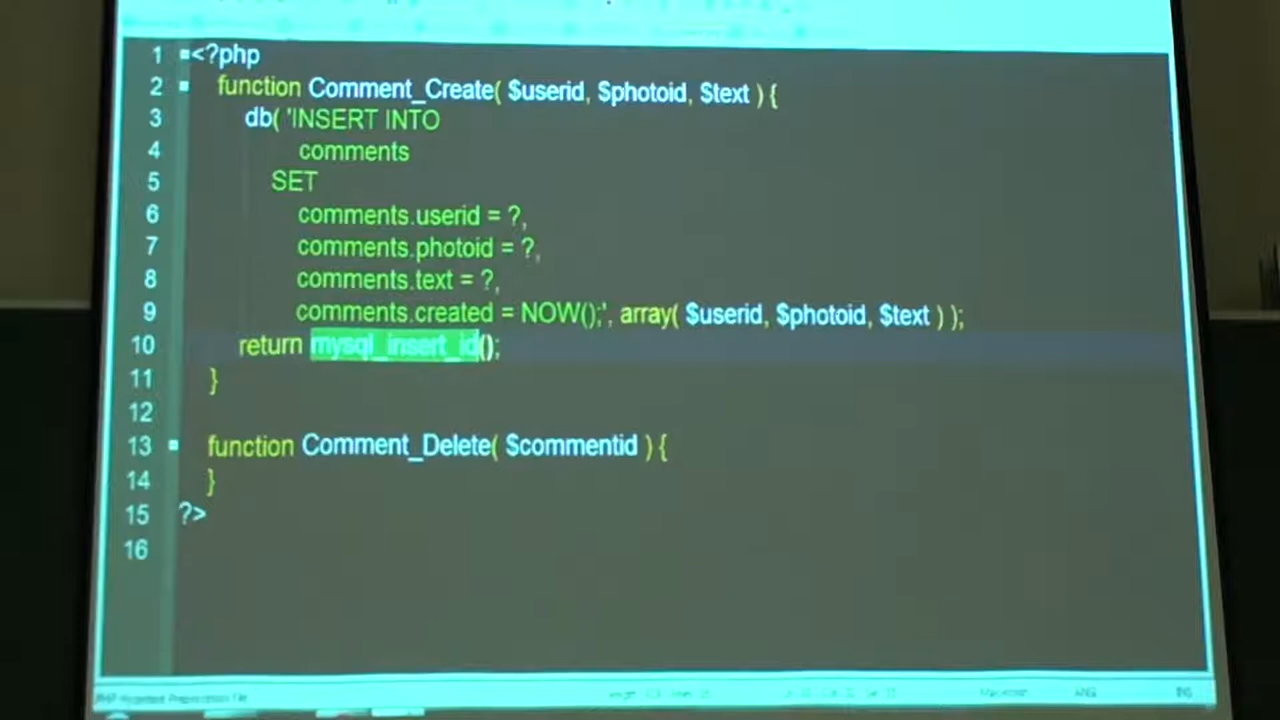 1 <?php
2 function Comment_Create( $userid, $photoid, $text ) {
3 db( 'INSERT INTO
4 comments
5 SET
6 comments.userid = ?,
7 comments.photoid = ?,
8 comments.text = ?,
9 comments.created = NOW();', array( $userid, $photoid, $text ) );
10 return mysql_insert_id();
11 }
12
13 function Comment_Delete( $commentid ) {
14 }
15 ?>
16